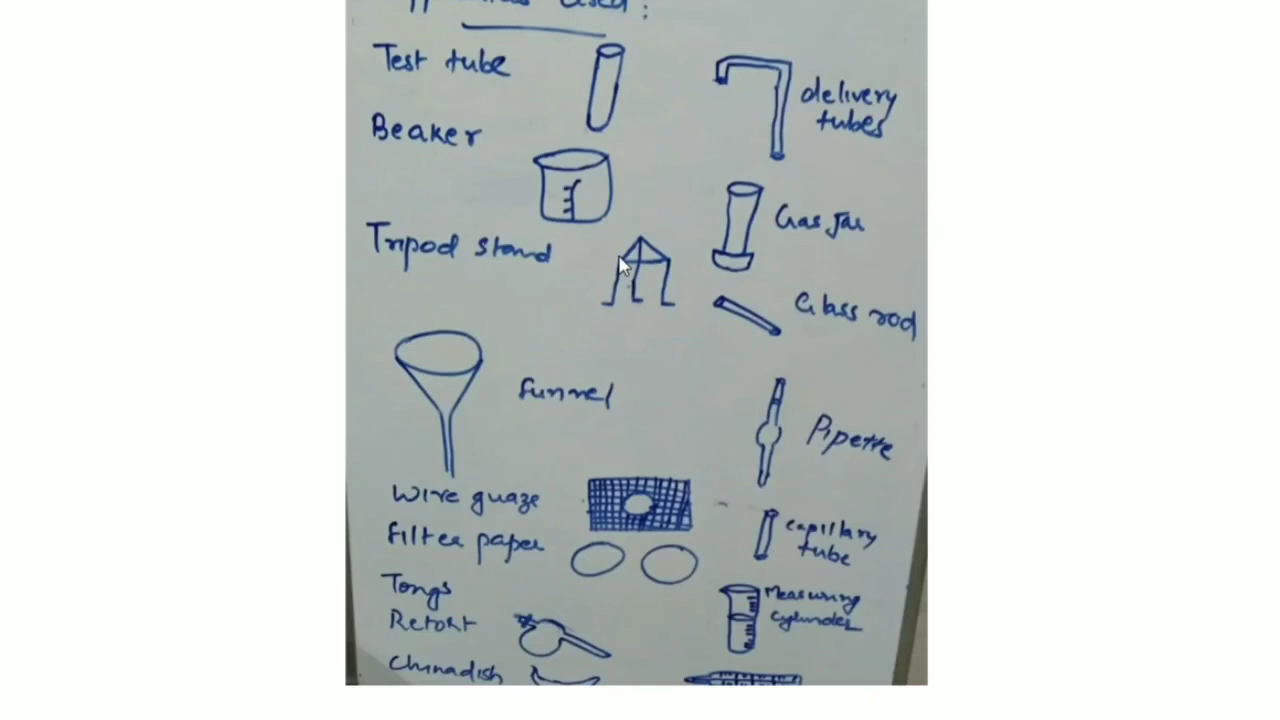 Used:
Test tube
Beaker
Tripod stand
funnel
Wire guaze
filter paper
Tongs
Retort
Chinadish
delivery
tubes
Gas Jar
Glass rod
Pipette
capillary
tube
Measuring
cylinder